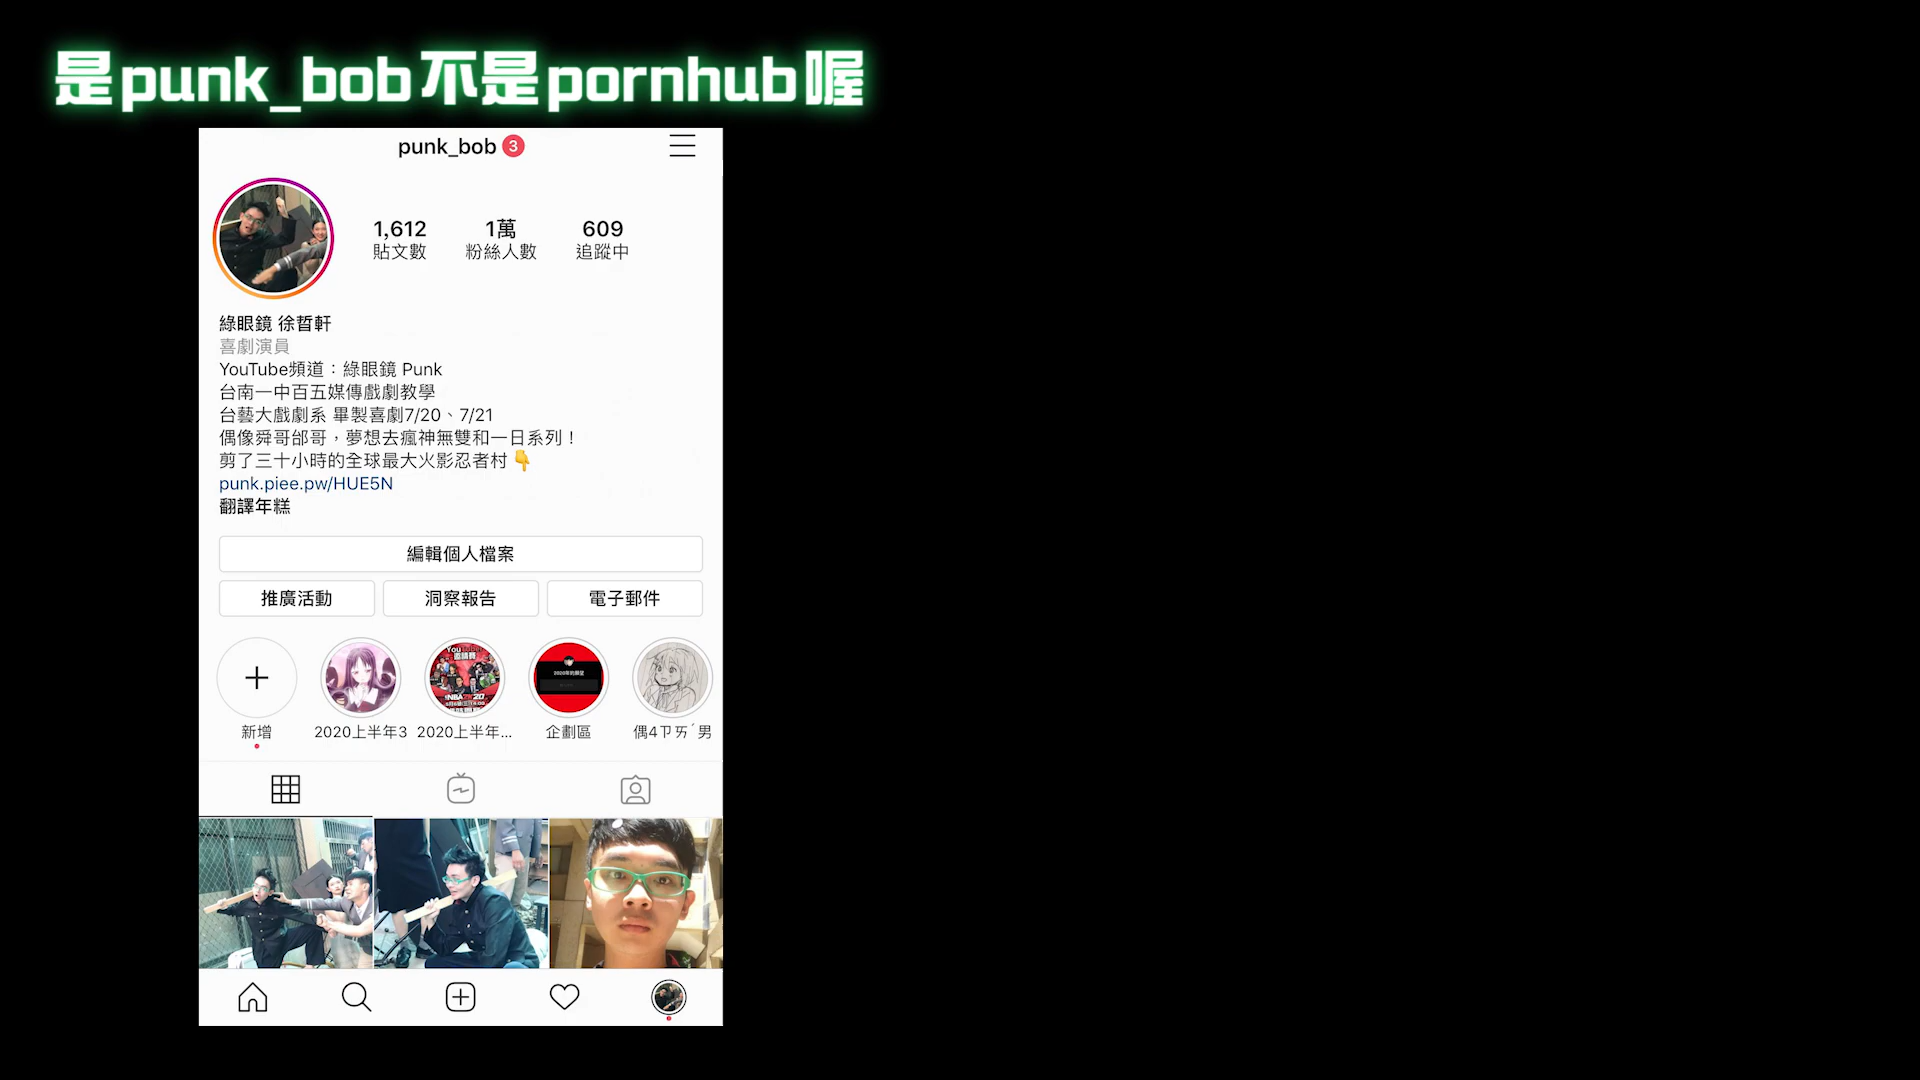 是punk_bob不是pornhub喔
punk_bob 3
1,612 1萬 609
貼文數 粉絲人數 追蹤中
綠眼鏡 徐晢軒
喜劇演員
YouTube頻道：綠眼鏡 Punk
台南一中百五媒傳戲劇教學
台藝大戲劇系 畢製喜劇7/20、7/21
偶像舜哥邰哥，夢想去瘋神無雙和一日系列！
剪了三十小時的全球最大火影忍者村 👇
punk.piee.pw/HUE5N
翻譯年糕
編輯個人檔案
推廣活動 洞察報告 電子郵件
新增 2020上半年3 2020上半年... 企劃區 偶4ㄗㄞˊ男